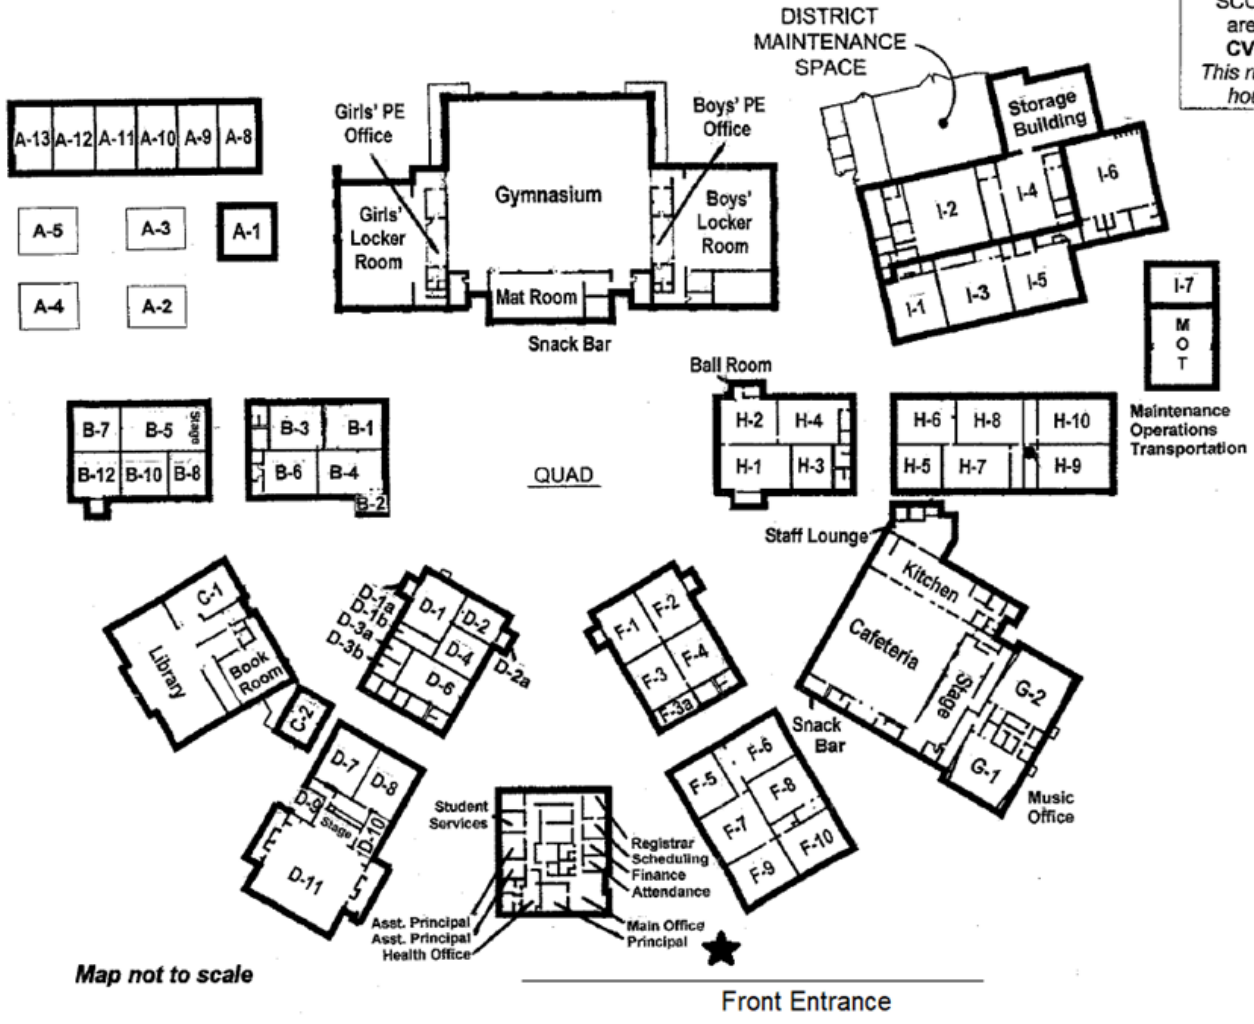 DISTRICT
MAINTENANCE
SPACE
are
CV
This
Storage
Building
A-13 A-12 A-11 A-10 A-9 A-8
Girls' PE
Office
Boys' PE
Office
Gymnasium
Girls'
Locker
Room
Boys'
Locker
Room
Mat Room
Snack Bar
I-2
I-4
I-6
I-1
I-3
I-5
I-7
M
O
T
Maintenance
Operations
Transportation
A-5
A-3
A-1
A-4
A-2
B-7
B-5
Stage
B-12
B-10
B-8
B-3
B-1
B-6
B-4
B-2
QUAD
Ball Room
H-2
H-4
H-1
H-3
H-6
H-8
H-10
H-5
H-7
H-9
Staff Lounge
Kitchen
Cafeteria
Stage
Snack
Bar
G-2
G-1
Music
Office
C-1
Library
Book
Room
C-2
D-1a
D-1b
D-3a
D-3b
D-1
D-2
D-4
D-6
D-2a
F-1
F-2
F-3
F-4
F-3a
D-7
D-8
D-9
Stage
D-10
D-11
F-5
F-6
F-7
F-8
F-9
F-10
Student
Services
Registrar
Scheduling
Finance
Attendance
Asst. Principal
Asst. Principal
Health Office
Main Office
Principal
Map not to scale
Front Entrance